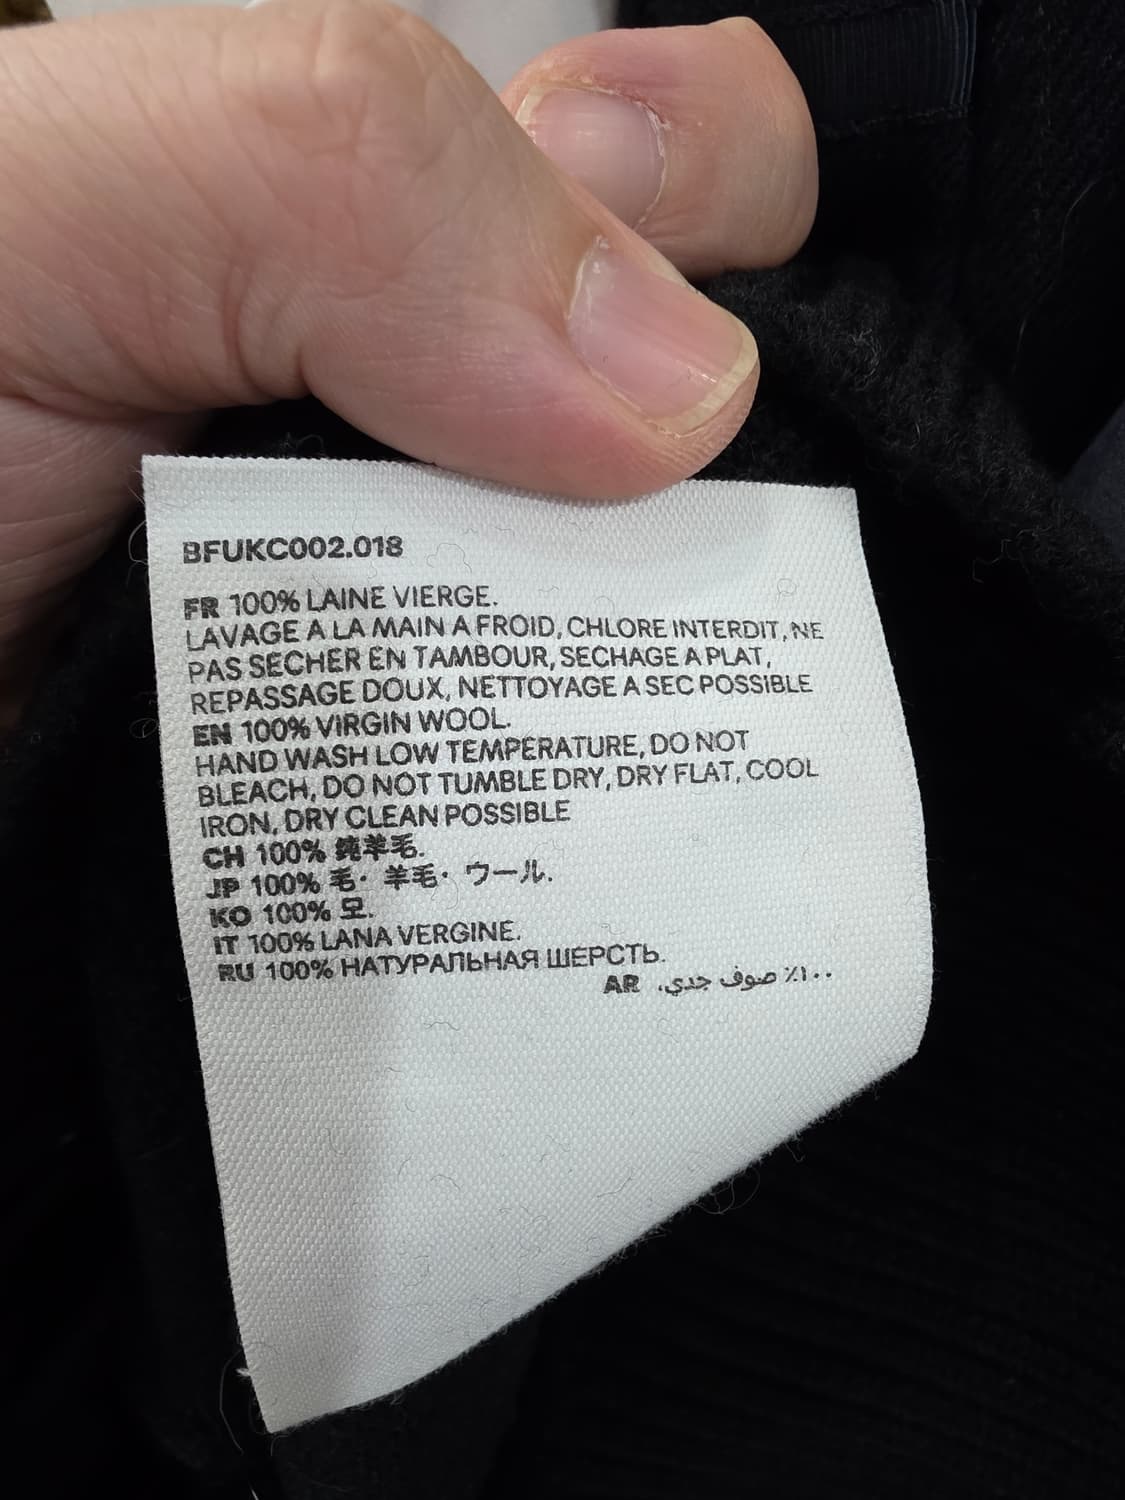 BFUKC002.018
FR 100% LAINE VIERGE.
LAVAGE A LA MAIN A FROID, CHLORE INTERDIT, NE
PAS SECHER EN TAMBOUR, SECHAGE A PLAT,
REPASSAGE DOUX, NETTOYAGE A SEC POSSIBLE
EN 100% VIRGIN WOOL.
HAND WASH LOW TEMPERATURE, DO NOT
BLEACH, DO NOT TUMBLE DRY, DRY FLAT, COOL
IRON, DRY CLEAN POSSIBLE
CH 100% 纯羊毛.
JP 100% 毛・羊毛・ウール.
KO 100% 모.
IT 100% LANA VERGINE.
RU 100% НАТУРАЛЬНАЯ ШЕРСТЬ.
AR ١٠٠٪ صوف جدي.